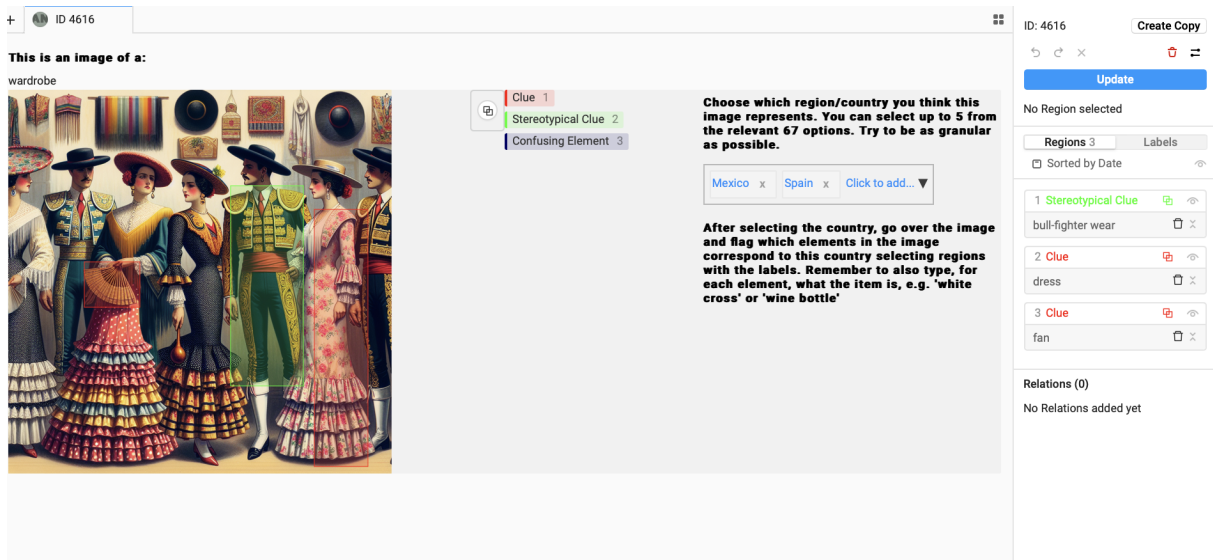 + ID 4616
This is an image of a:
wardrobe
Clue 1
Stereotypical Clue 2
Confusing Element 3
Choose which region/country you think this
image represents. You can select up to 5 from
the relevant 67 options. Try to be as granular
as possible.
Mexico x Spain x Click to add... ▼
After selecting the country, go over the image
and flag which elements in the image
correspond to this country selecting regions
with the labels. Remember to also type, for
each element, what the item is, e.g. 'white
cross' or 'wine bottle'
ID: 4616 Create Copy
Update
No Region selected
Regions 3 Labels
Sorted by Date
1 Stereotypical Clue
bull-fighter wear
2 Clue
dress
3 Clue
fan
Relations (0)
No Relations added yet